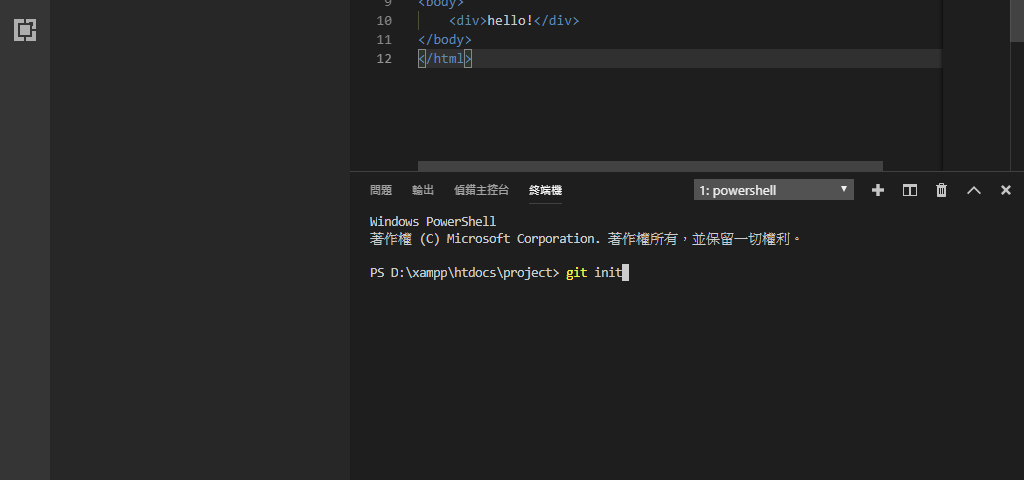 9 <body>
10 <div>hello!</div>
11 </body>
12 </html>
問題 輸出 偵錯主控台 終端機 1: powershell
Windows PowerShell
著作權 (C) Microsoft Corporation. 著作權所有，並保留一切權利。
PS D:\xampp\htdocs\project> git init